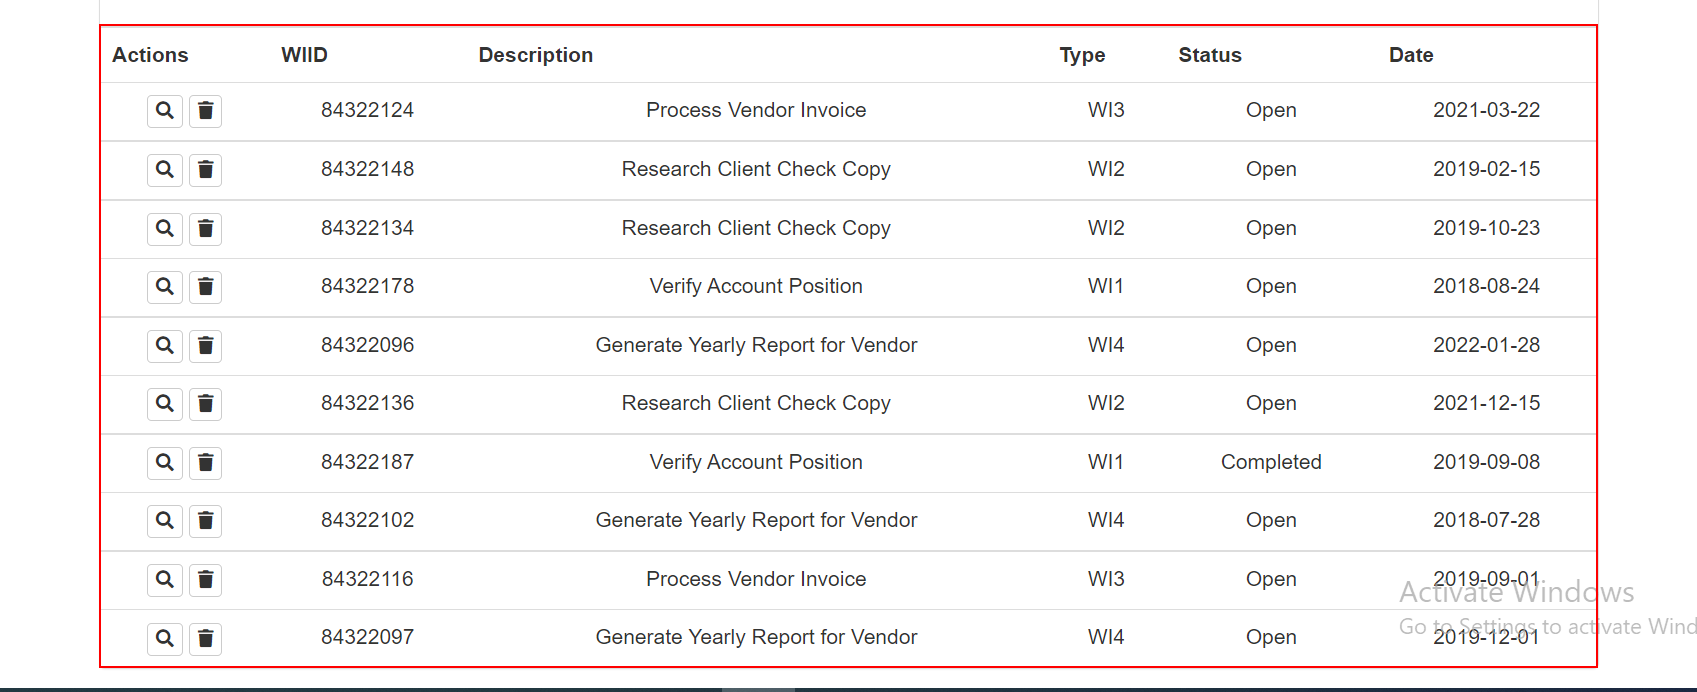 Actions WIID Description Type Status Date
84322124 Process Vendor Invoice WI3 Open 2021-03-22
84322148 Research Client Check Copy WI2 Open 2019-02-15
84322134 Research Client Check Copy WI2 Open 2019-10-23
84322178 Verify Account Position WI1 Open 2018-08-24
84322096 Generate Yearly Report for Vendor WI4 Open 2022-01-28
84322136 Research Client Check Copy WI2 Open 2021-12-15
84322187 Verify Account Position WI1 Completed 2019-09-08
84322102 Generate Yearly Report for Vendor WI4 Open 2018-07-28
84322116 Process Vendor Invoice WI3 Open 2019-09-01
Activate Windows
Go to Settings to activate Wind
84322097 Generate Yearly Report for Vendor WI4 Open 2019-12-01